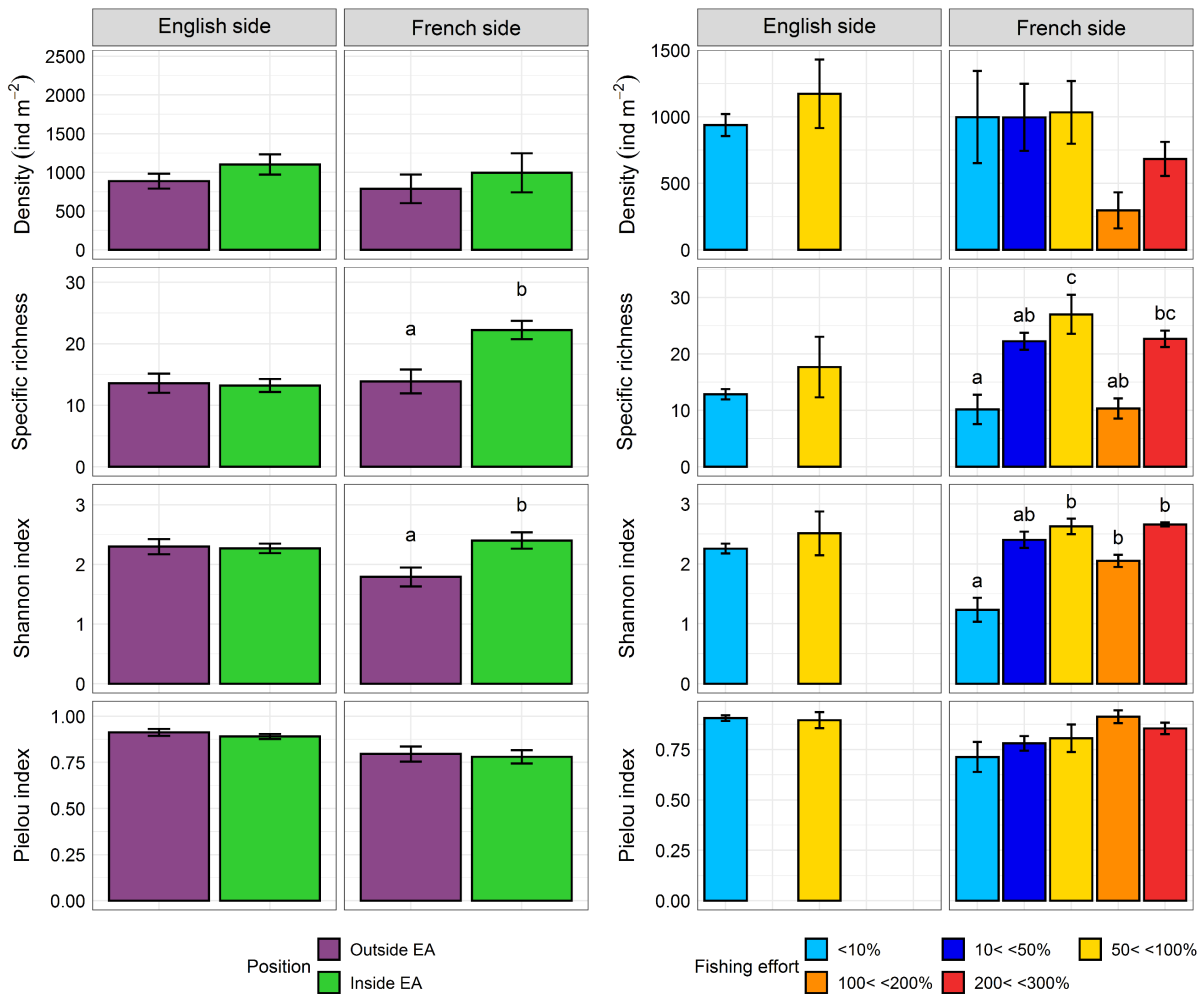 English side
French side
English side
French side
Density (ind m−2)
2500
2000
1500
1000
500
0
Density (ind m−2)
1500
1000
500
0
Specific richness
30
20
10
0
a
b
Specific richness
30
20
10
0
a
ab
c
ab
bc
Shannon index
3
2
1
0
a
b
Shannon index
3
2
1
0
a
ab
b
b
b
Pielou index
1.00
0.75
0.50
0.25
0.00
Pielou index
0.75
0.50
0.25
0.00
Position
Outside EA
Inside EA
Fishing effort
<10%
10< <50%
50< <100%
100< <200%
200< <300%